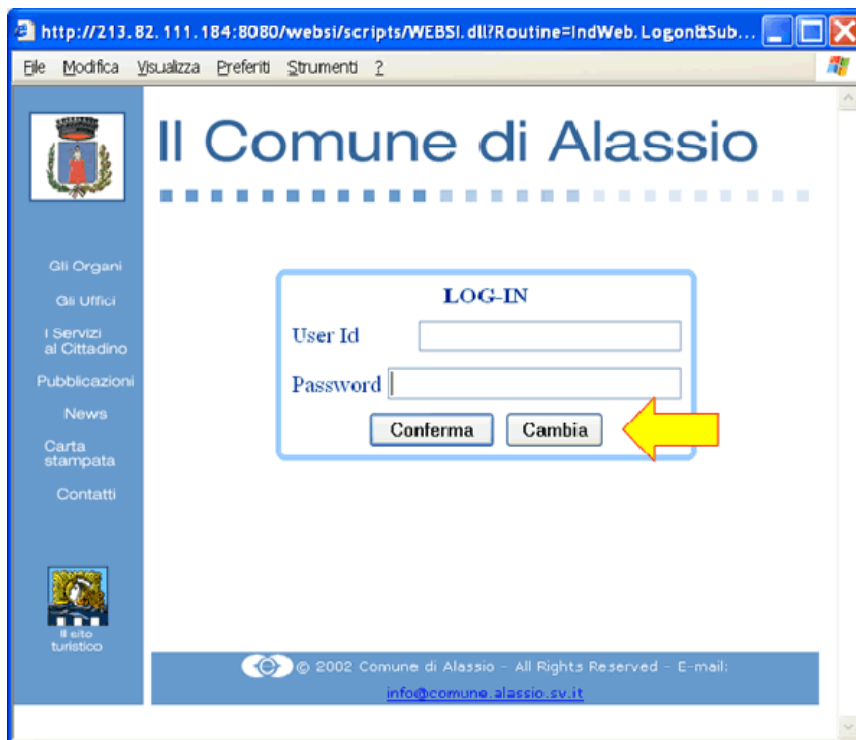 http://213.82.111.184:8080/websi/scripts/WEBSI.dll?Routine=IndWeb.Logon&Sub...
File Modifica Visualizza Preferiti Strumenti ?
Il Comune di Alassio
Gli Organi
Gli Uffici
I Servizi
al Cittadino
Pubblicazioni
News
Carta
stampata
Contatti
Il sito
turistico
LOG-IN
User Id
Password
Conferma Cambia
© 2002 Comune di Alassio - All Rights Reserved - E-mail:
info@comune.alassio.sv.it